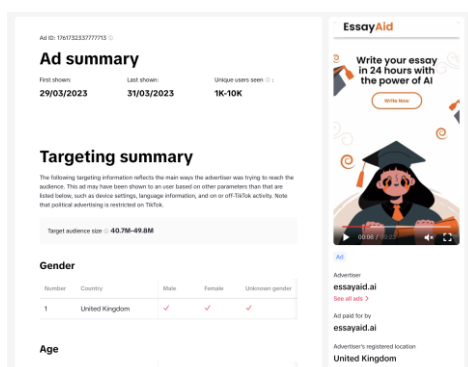 Ad ID: 1761732337777713
Ad summary
First shown:
Last shown:
Unique users seen
29/03/2023
31/03/2023
1K-10K
Targeting summary
The following targeting information reflects the main ways the advertiser was trying to reach the
audience. This ad may have been shown to an user based on other parameters than that are
listed below, such as device settings, language information, and on or off-TikTok activity. Note
that political advertising is restricted on TikTok.
Target audience size 40.7M-49.8M
Gender
Number Country Male Female Unknown gender
1 United Kingdom
Age
EssayAid
Write your essay
in 24 hours with
the power of AI
Write Now
00:00 / 00:23
Ad
Advertiser
essayaid.ai
See all ads >
Ad paid for by
essayaid.ai
Advertiser's registered location
United Kingdom